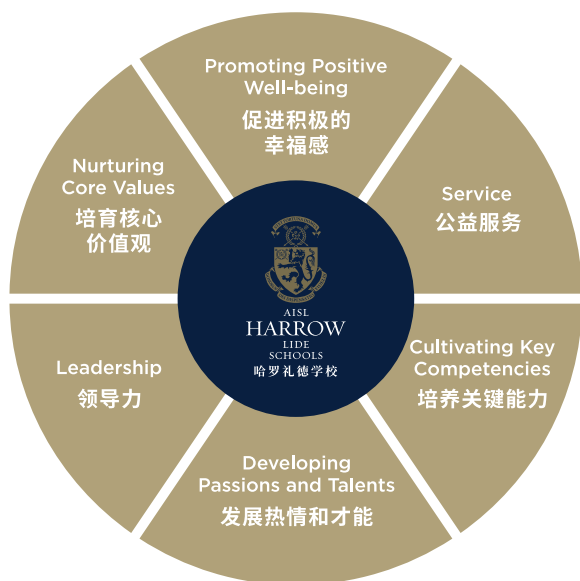 Promoting Positive
Well-being
促进积极的
幸福感
Nurturing
Core Values
培育核心
价值观
Service
公益服务
AISL
HARROW
LIDE
SCHOOLS
哈罗礼德学校
Leadership
领导力
Cultivating Key
Competencies
培养关键能力
Developing
Passions and Talents
发展热情和才能